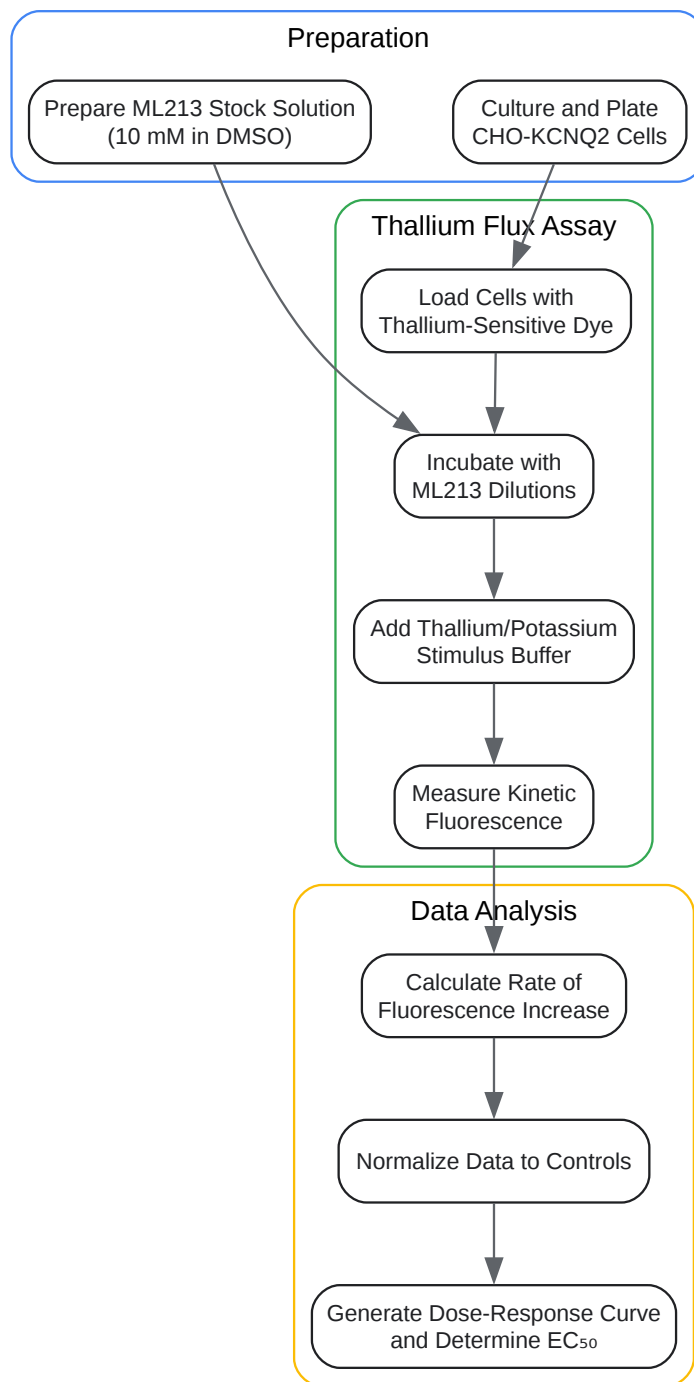 Preparation
Prepare ML213 Stock Solution
(10 mM in DMSO)
Culture and Plate
CHO-KCNQ2 Cells
Thallium Flux Assay
Load Cells with
Thallium-Sensitive Dye
Incubate with
ML213 Dilutions
Add Thallium/Potassium
Stimulus Buffer
Measure Kinetic
Fluorescence
Data Analysis
Calculate Rate of
Fluorescence Increase
Normalize Data to Controls
Generate Dose-Response Curve
and Determine EC₅₀